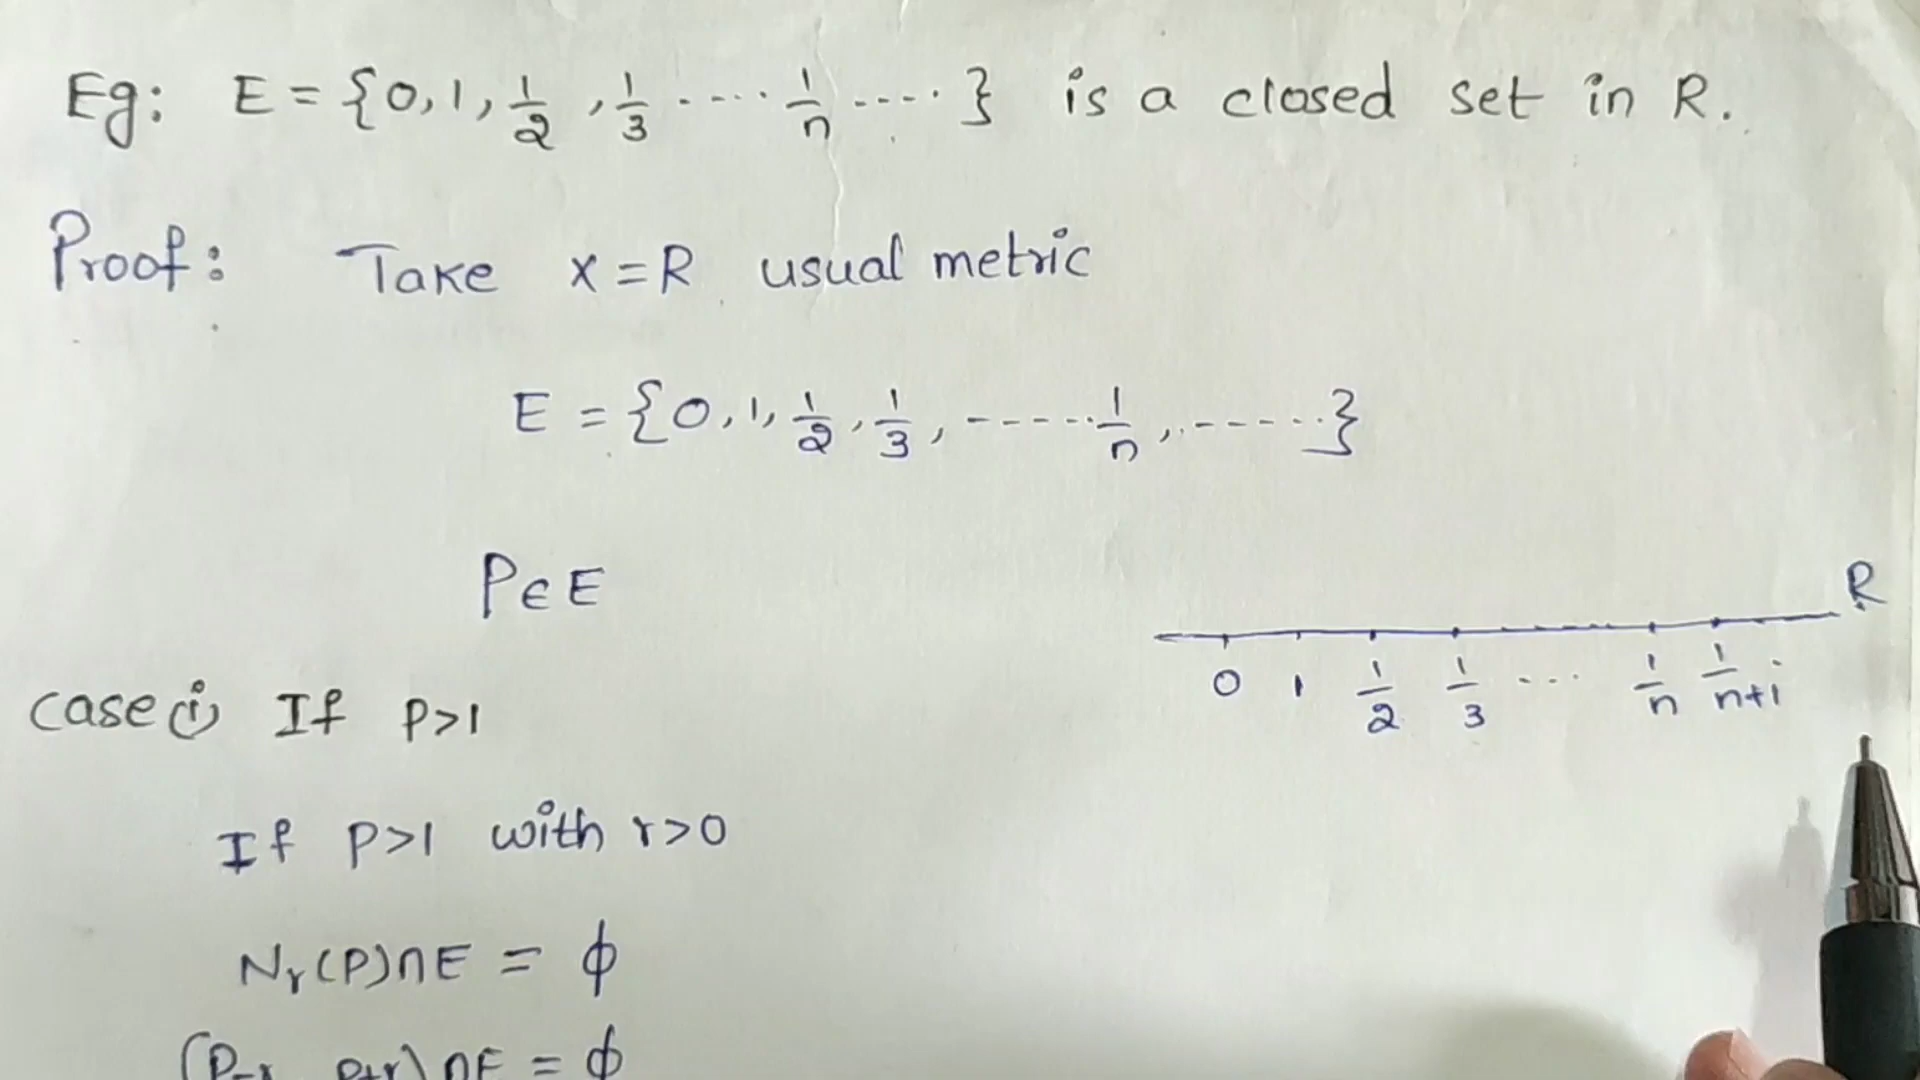 Eg: E = {0, 1, 1/2, 1/3 ---- 1/n ----} is a closed set in R.
Proof: Take X = R usual metric
E = {0, 1, 1/2, 1/3, ----- 1/n, ------}
P ∈ E
R
0 1 1/2 1/3 ... 1/n 1/n+1
case (i) If P>1
If P>1 with r>0
Nr(P)∩E = ϕ
(P-r, P+r)∩E = ϕ